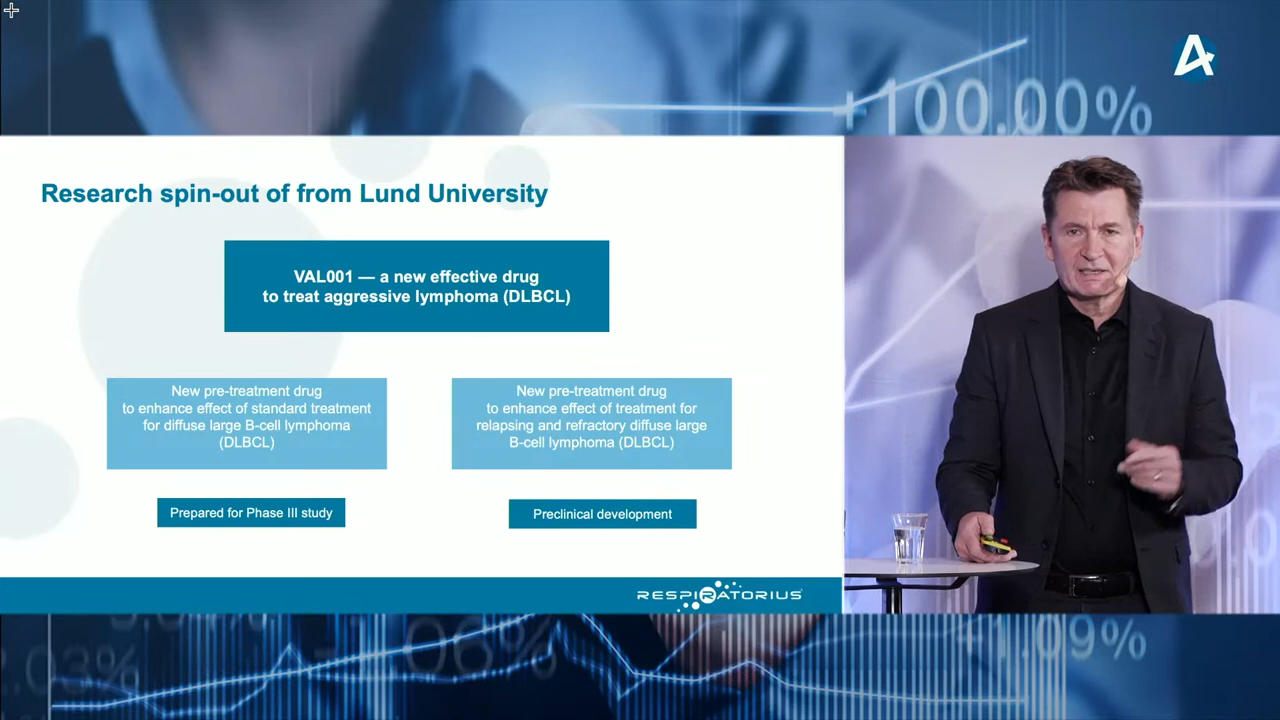 +100.00%
Research spin-out of from Lund University
VAL001 — a new effective drug
to treat aggressive lymphoma (DLBCL)
New pre-treatment drug
to enhance effect of standard treatment
for diffuse large B-cell lymphoma
(DLBCL)
Prepared for Phase III study
New pre-treatment drug
to enhance effect of treatment for
relapsing and refractory diffuse large
B-cell lymphoma (DLBCL)
Preclinical development
RESPIRATORIUS
+1.09%